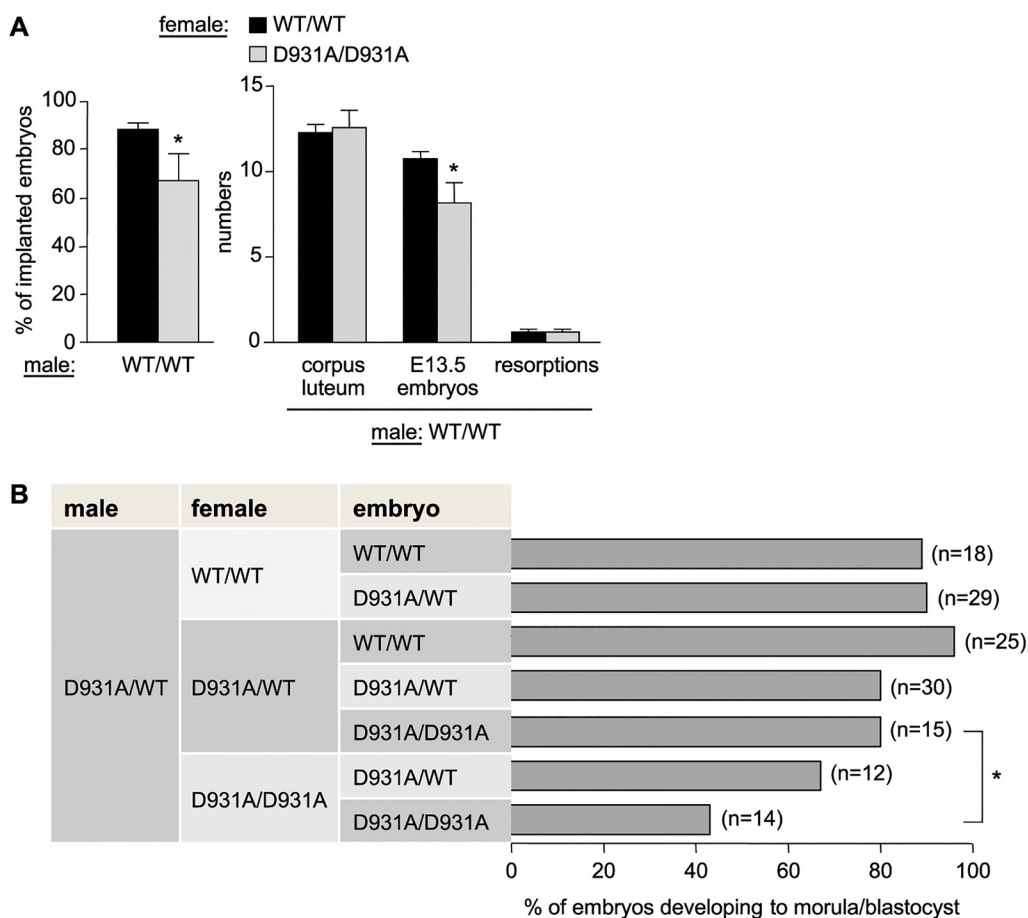 A
female: WT/WT
D931A/D931A
% of implanted embryos
100
80
60
40
20
0
*
male: WT/WT
numbers
15
10
5
0
*
corpus
luteum
E13.5
embryos
resorptions
male: WT/WT
B
male female embryo
D931A/WT
WT/WT
WT/WT (n=18)
D931A/WT (n=29)
D931A/WT
WT/WT (n=25)
D931A/WT (n=30)
D931A/D931A (n=15)
D931A/D931A
D931A/WT (n=12)
D931A/D931A (n=14)
*
0 20 40 60 80 100
% of embryos developing to morula/blastocyst